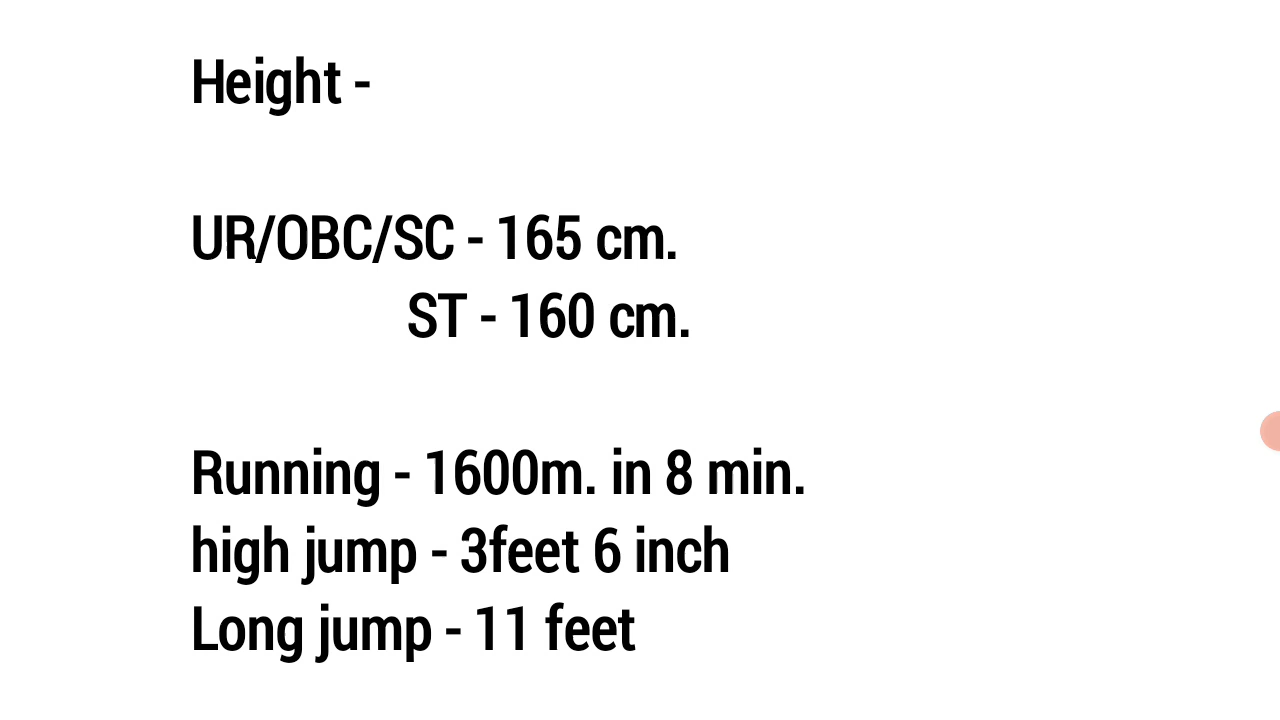 Height -
UR/OBC/SC - 165 cm.
ST - 160 cm.
Running - 1600m. in 8 min.
high jump - 3feet 6 inch
Long jump - 11 feet